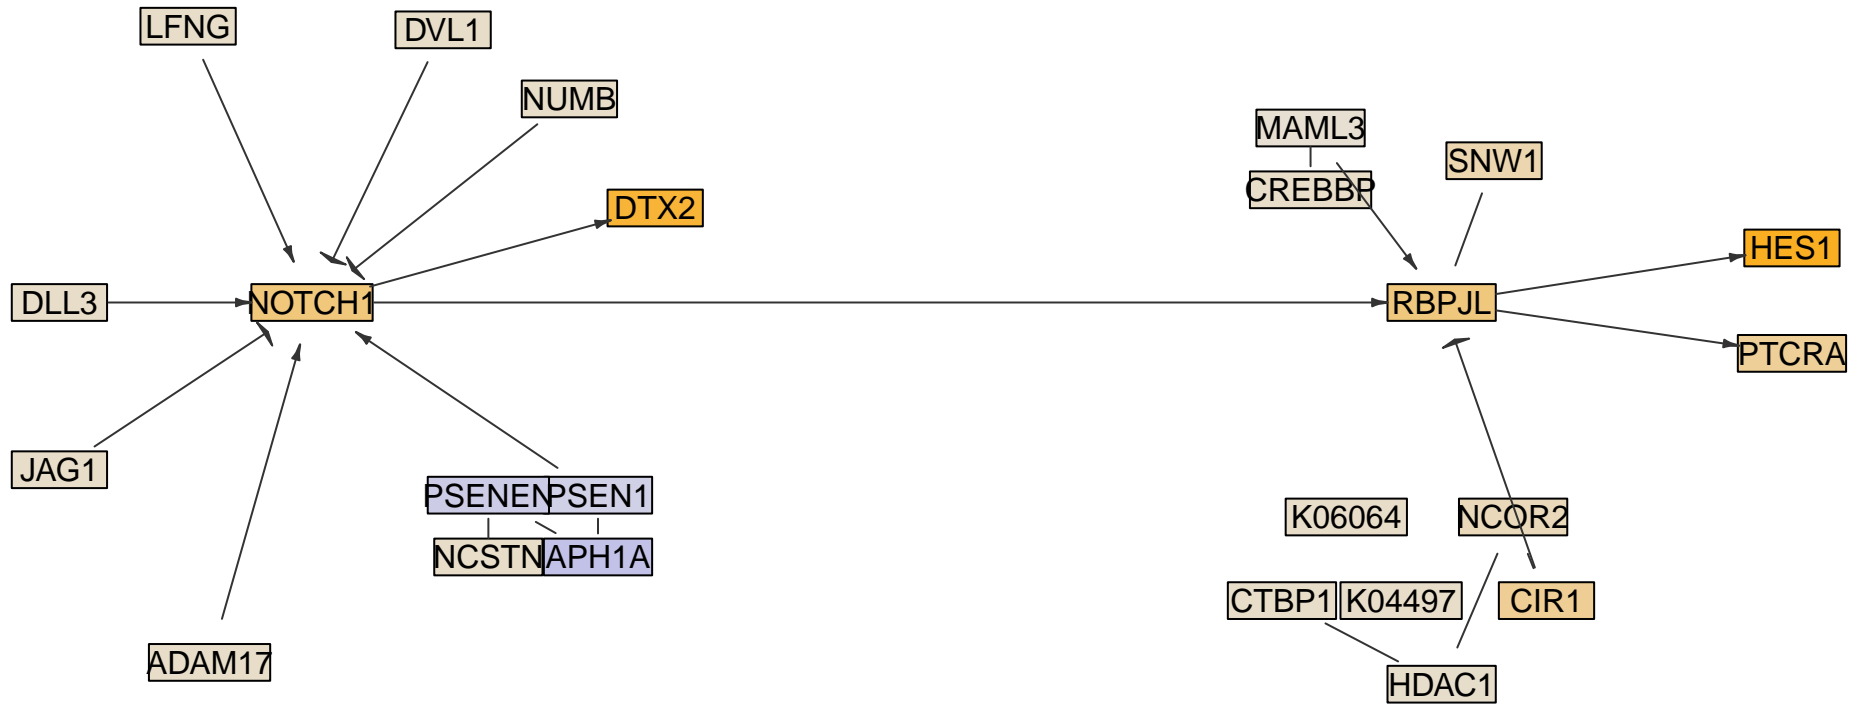 LFNG
DVL1
NUMB
MAML3
SNW1
CREBBP
DTX2
HES1
DLL3
NOTCH1
RBPJL
PTCRA
JAG1
PSENEN
PSEN1
K06064
NCOR2
NCSTN
APH1A
CTBP1
K04497
CIR1
ADAM17
HDAC1